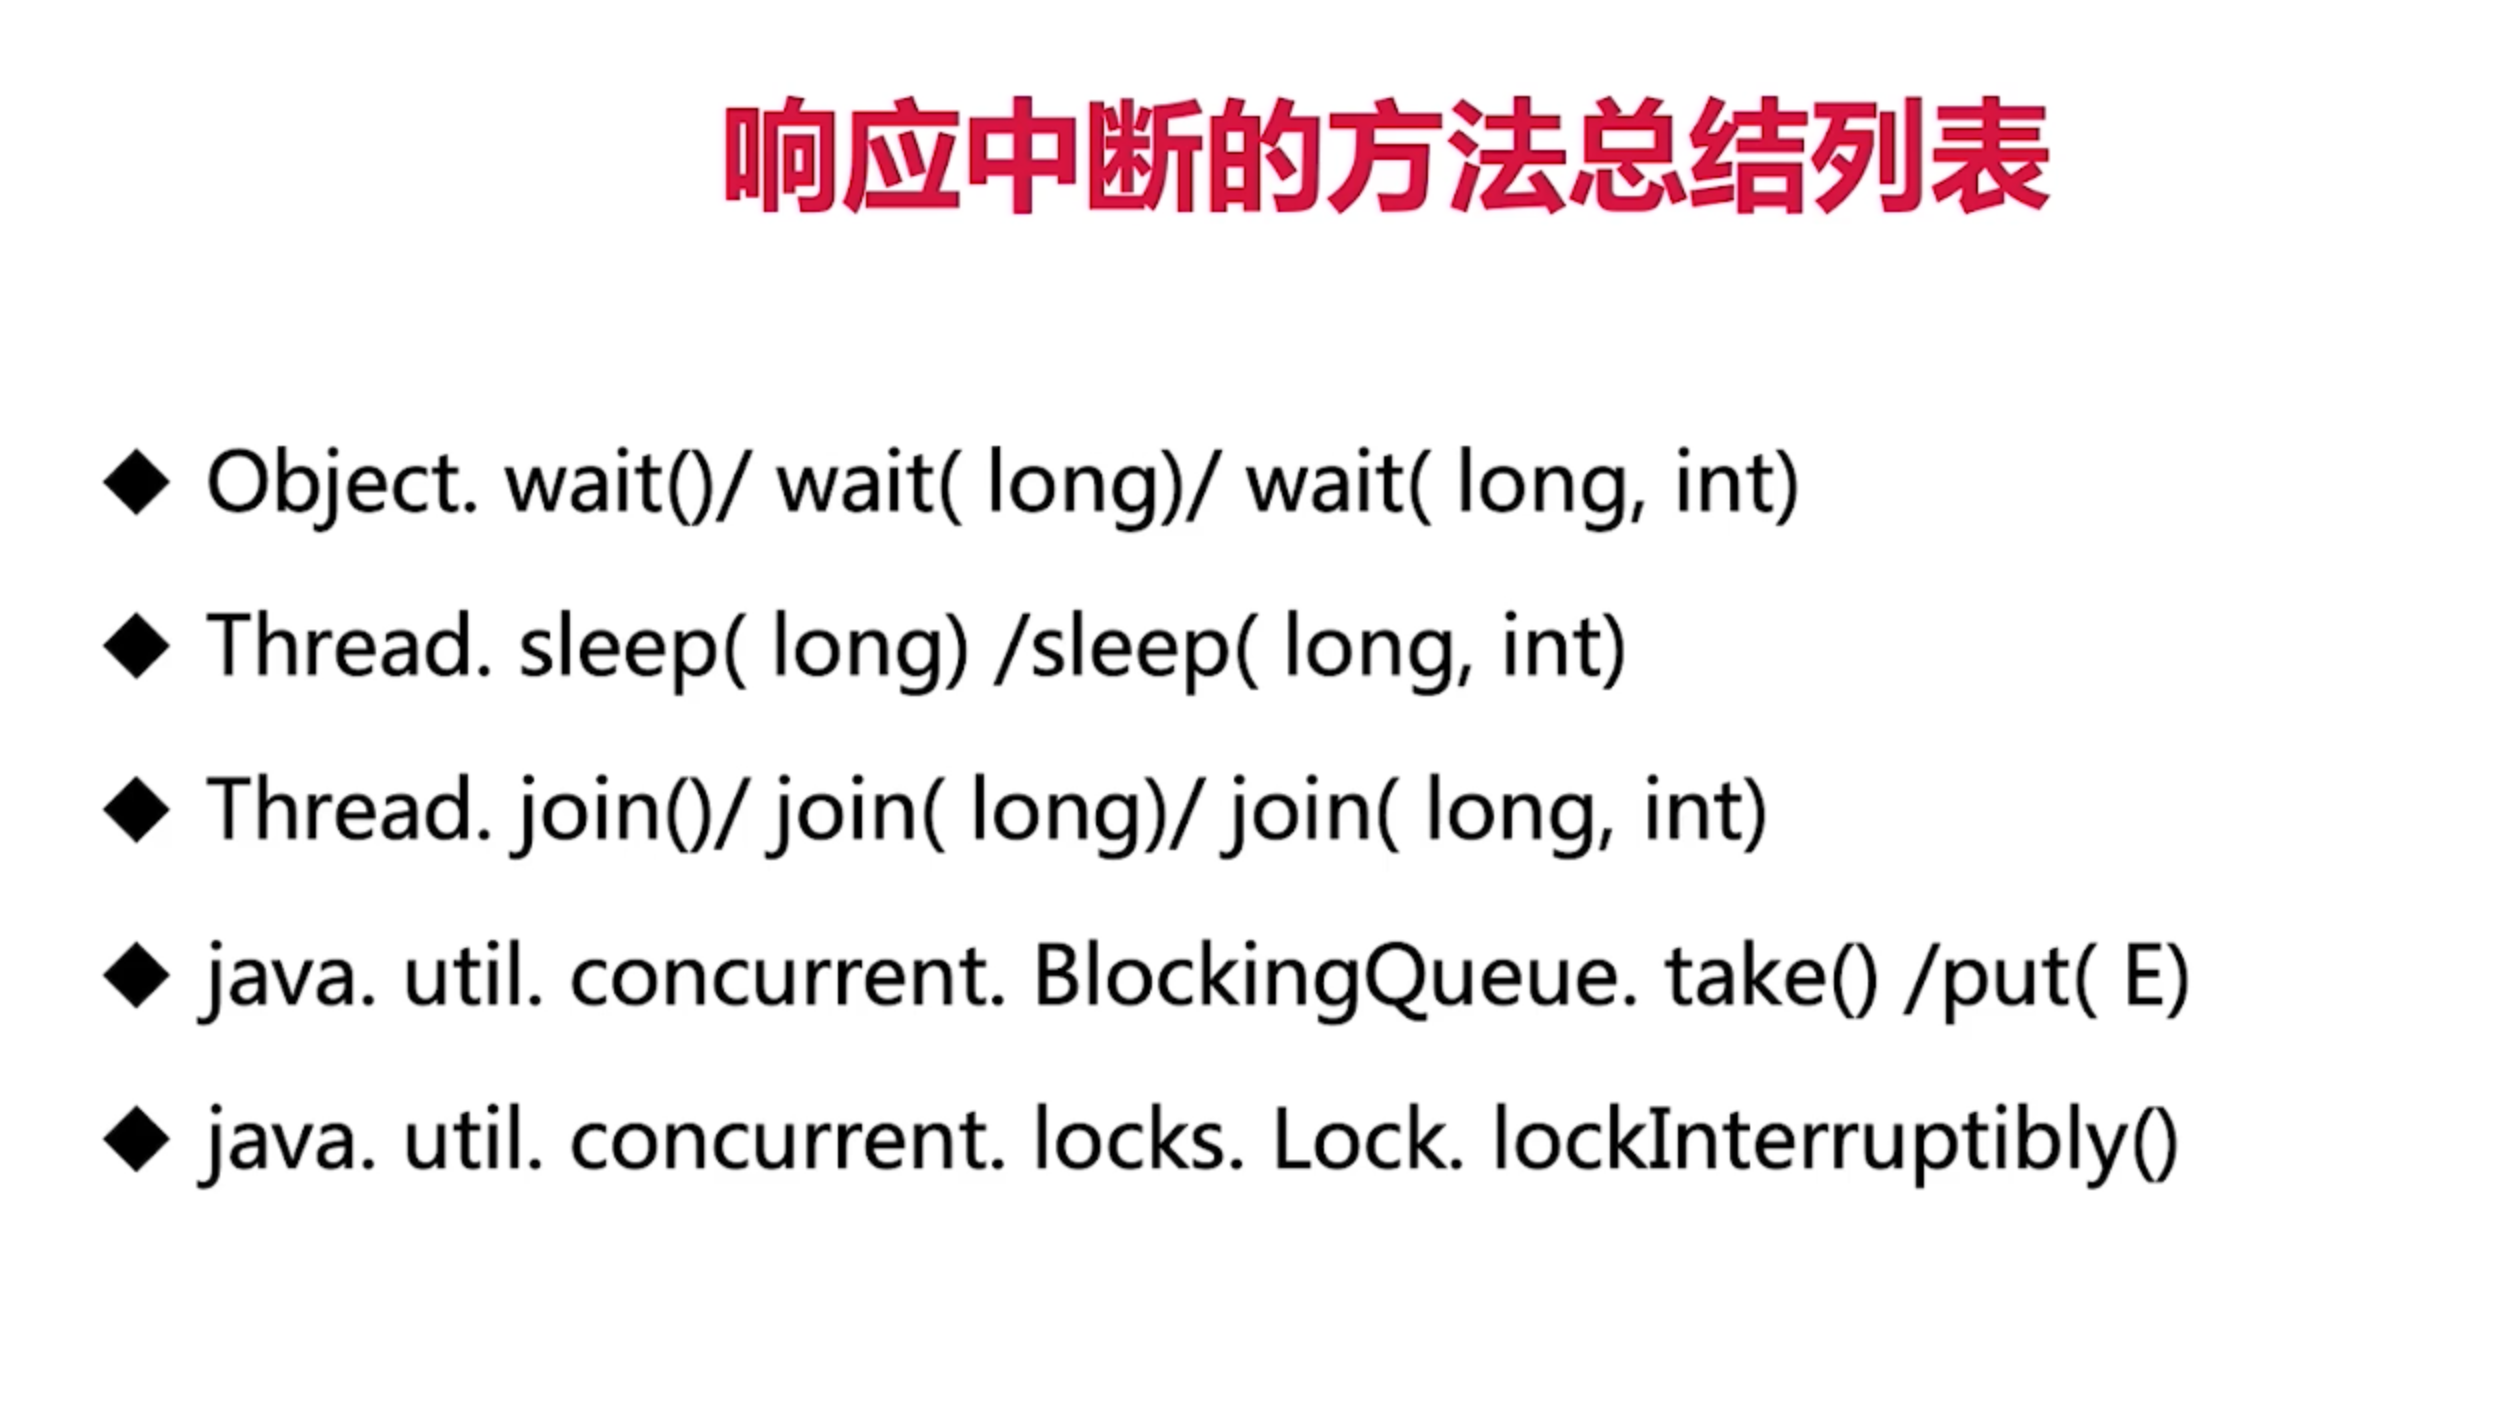 响应中断的方法总结列表
◆ Object. wait()/ wait( long)/ wait( long, int)
◆ Thread. sleep( long) /sleep( long, int)
◆ Thread. join()/ join( long)/ join( long, int)
◆ java. util. concurrent. BlockingQueue. take() /put( E)
◆ java. util. concurrent. locks. Lock. lockInterruptibly()